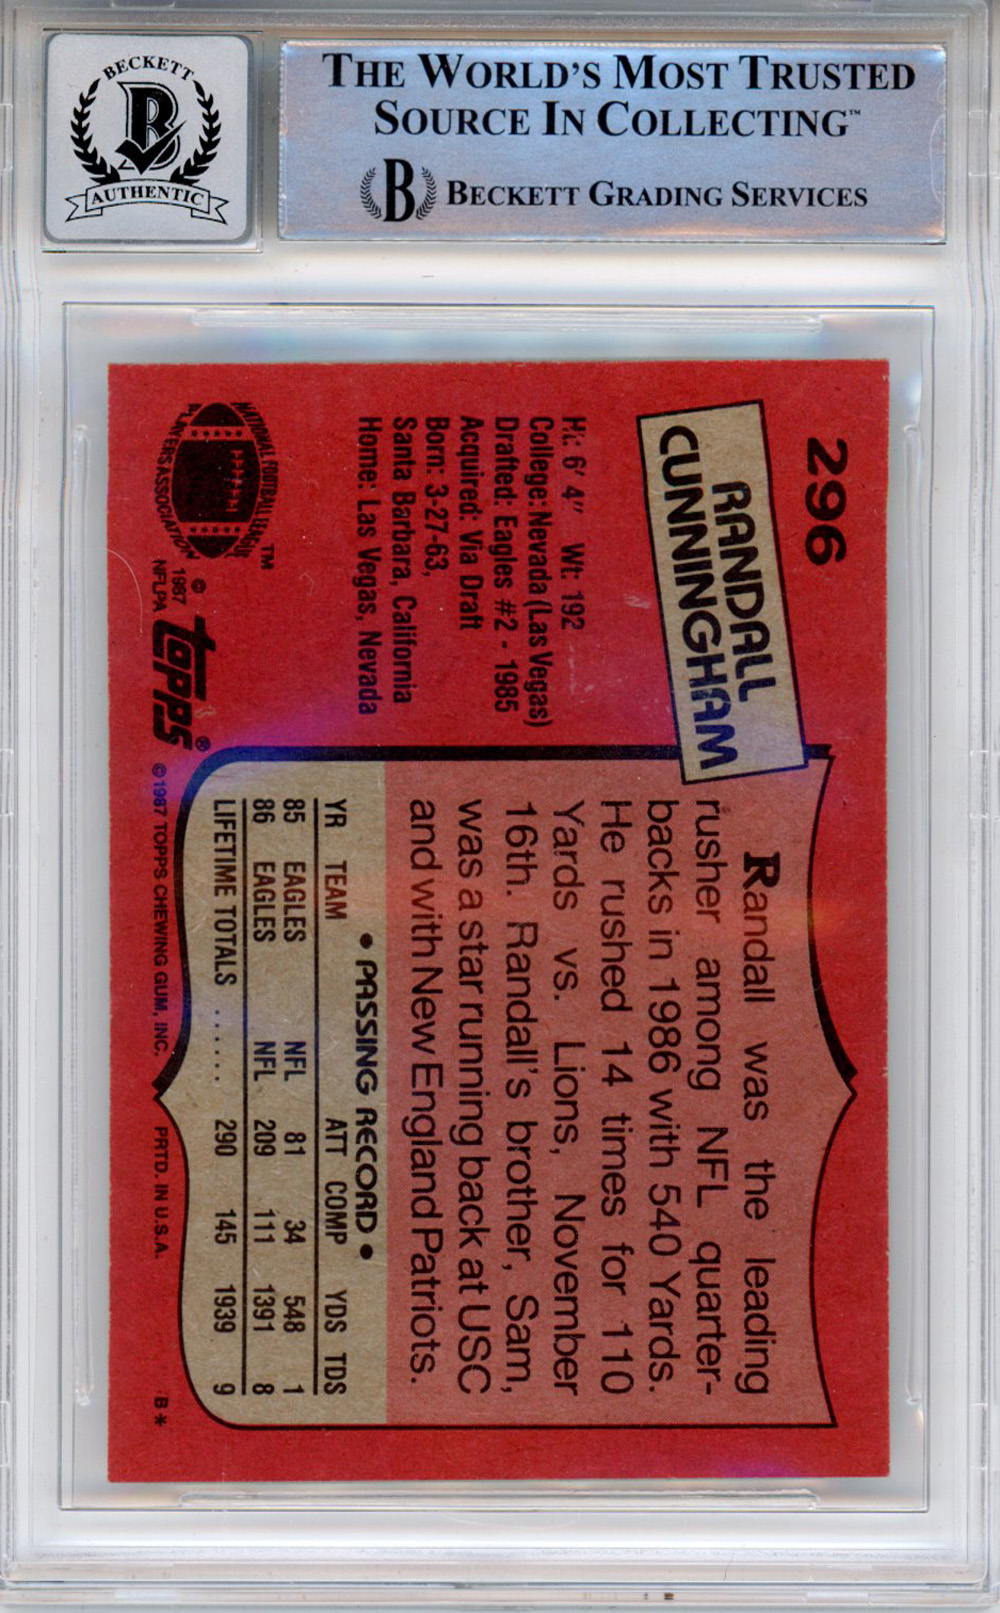 BECKETT
B
AUTHENTIC
THE WORLD'S MOST TRUSTED
SOURCE IN COLLECTING™
B BECKETT GRADING SERVICES
296
RANDALL
CUNNINGHAM
Ht: 6' 4" Wt: 192
College: Nevada (Las Vegas)
Drafted: Eagles #2 - 1985
Acquired: Via Draft
Born: 3-27-63,
Santa Barbara, California
Home: Las Vegas, Nevada
NATIONAL FOOTBALL LEAGUE
PLAYERS ASSOCIATION
TM
©
1987
NFLPA
topps®
Randall was the leading
rusher among NFL quarter-
backs in 1986 with 540 Yards.
He rushed 14 times for 110
Yards vs. Lions, November
16th. Randall's brother, Sam,
was a star running back at USC
and with New England Patriots.
• PASSING RECORD •
YR TEAM ATT COMP YDS TDS
85 EAGLES NFL 81 34 548 1
86 EAGLES NFL 209 111 1391 8
LIFETIME TOTALS ...... 290 145 1939 9
©1987 TOPPS CHEWING GUM, INC. PRTD. IN U.S.A. B*